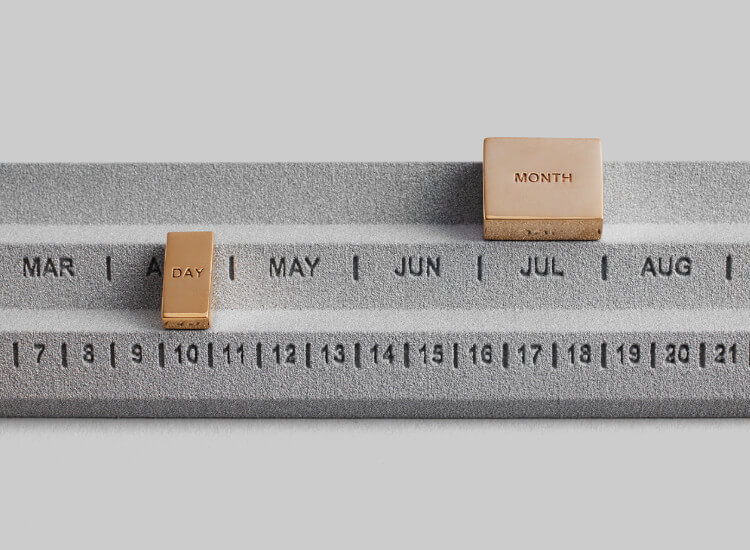 MONTH
MAR | A DAY | MAY | JUN | JUL | AUG |
| 7 | 8 | 9 | 10 | 11 | 12 | 13 | 14 | 15 | 16 | 17 | 18 | 19 | 20 | 21